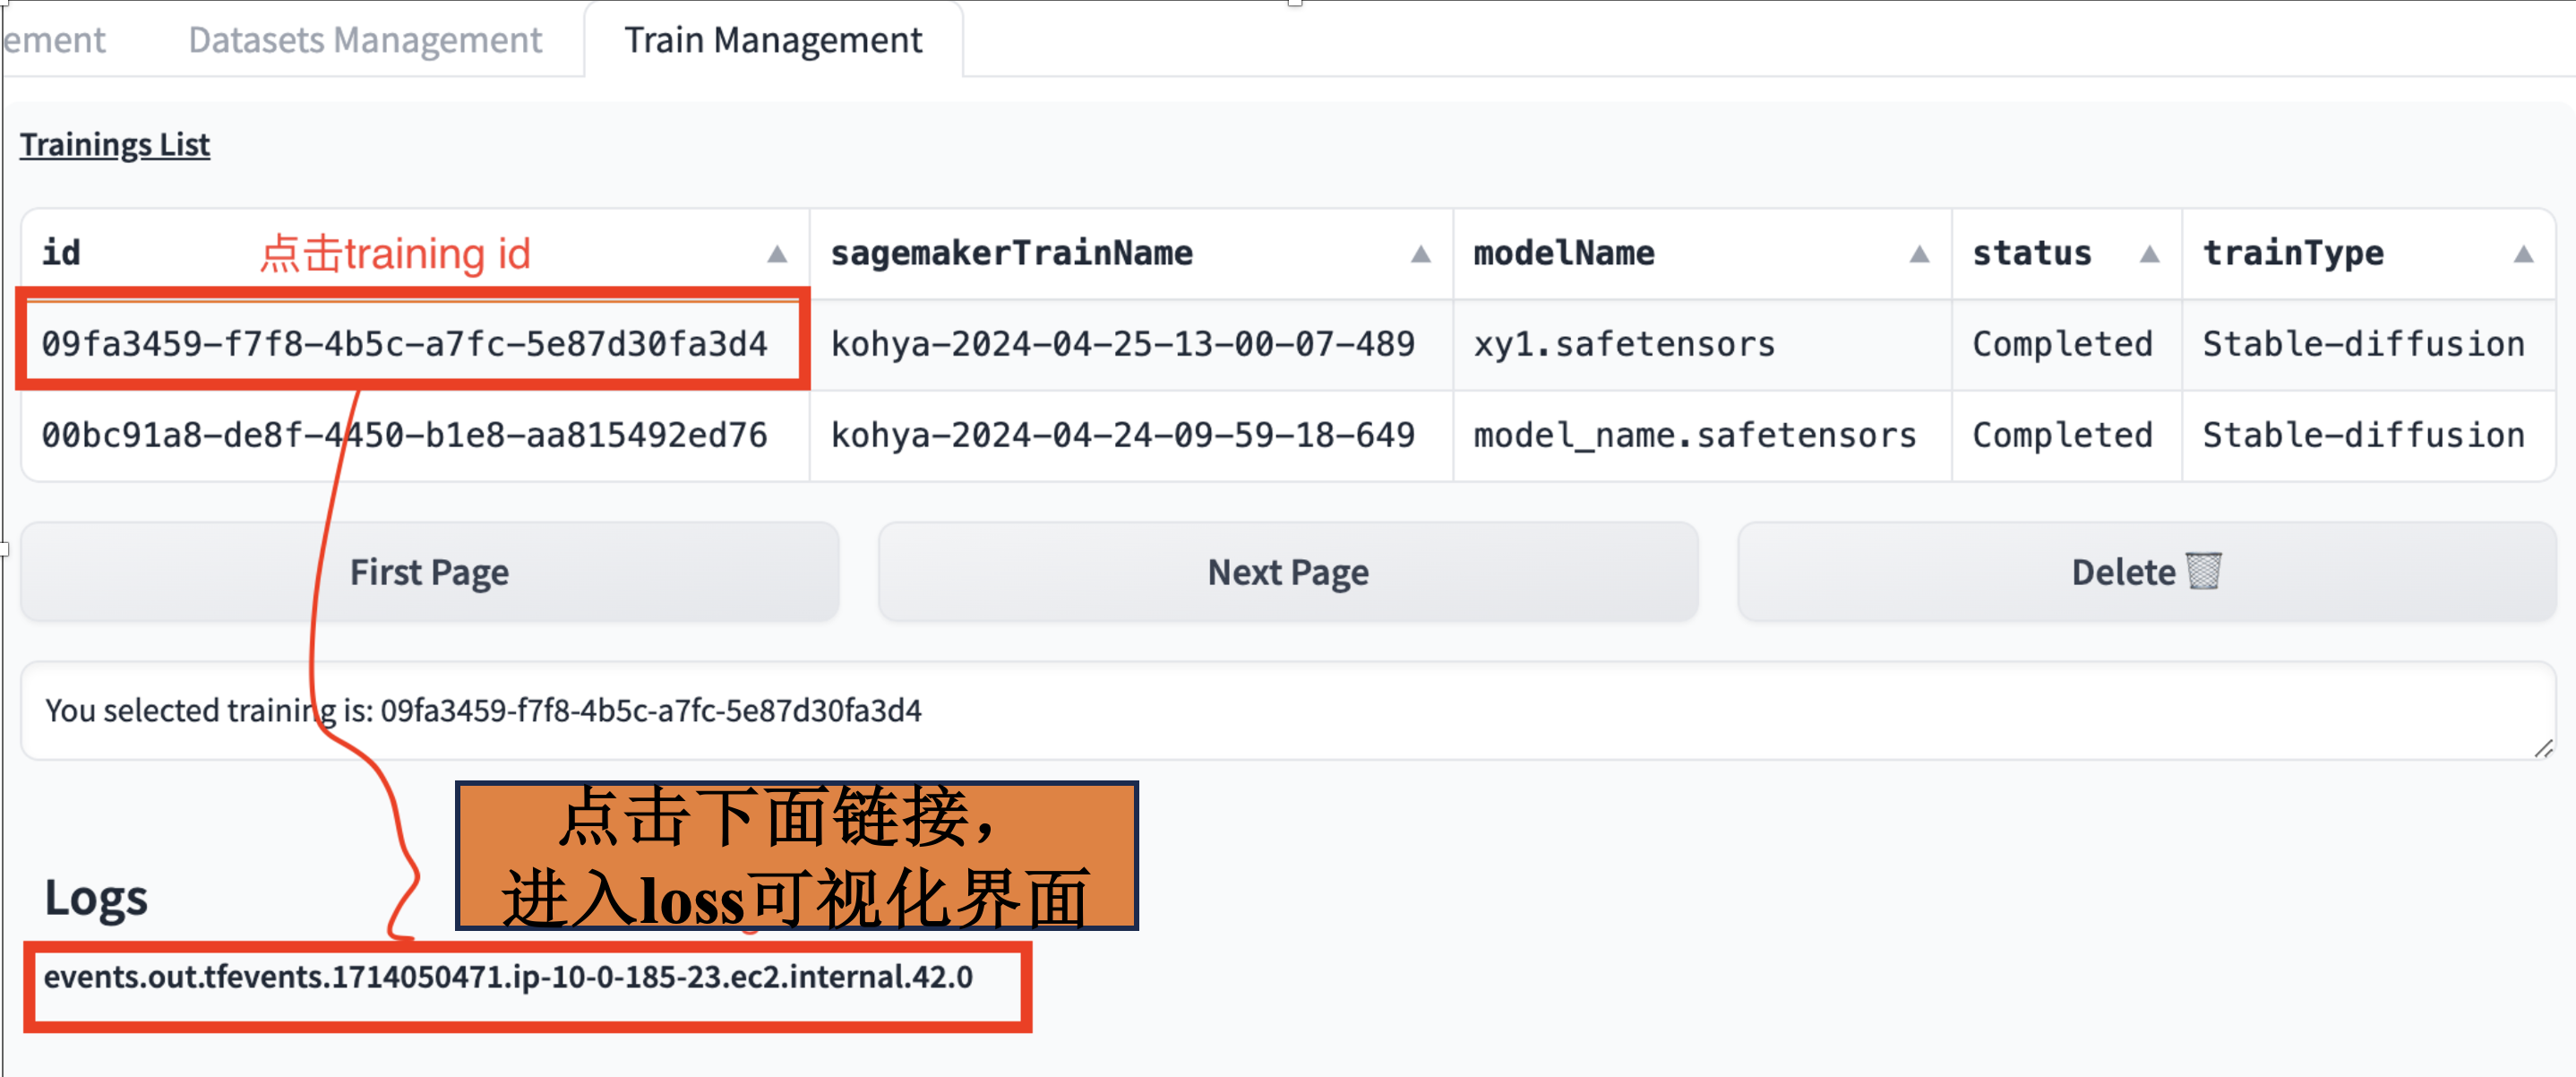 ement Datasets Management Train Management
Trainings List
id 点击training id sagemakerTrainName modelName status trainType
09fa3459-f7f8-4b5c-a7fc-5e87d30fa3d4 kohya-2024-04-25-13-00-07-489 xy1.safetensors Completed Stable-diffusion
00bc91a8-de8f-4450-b1e8-aa815492ed76 kohya-2024-04-24-09-59-18-649 model_name.safetensors Completed Stable-diffusion
First Page Next Page Delete
You selected training is: 09fa3459-f7f8-4b5c-a7fc-5e87d30fa3d4
点击下面链接，
进入loss可视化界面
Logs
events.out.tfevents.1714050471.ip-10-0-185-23.ec2.internal.42.0